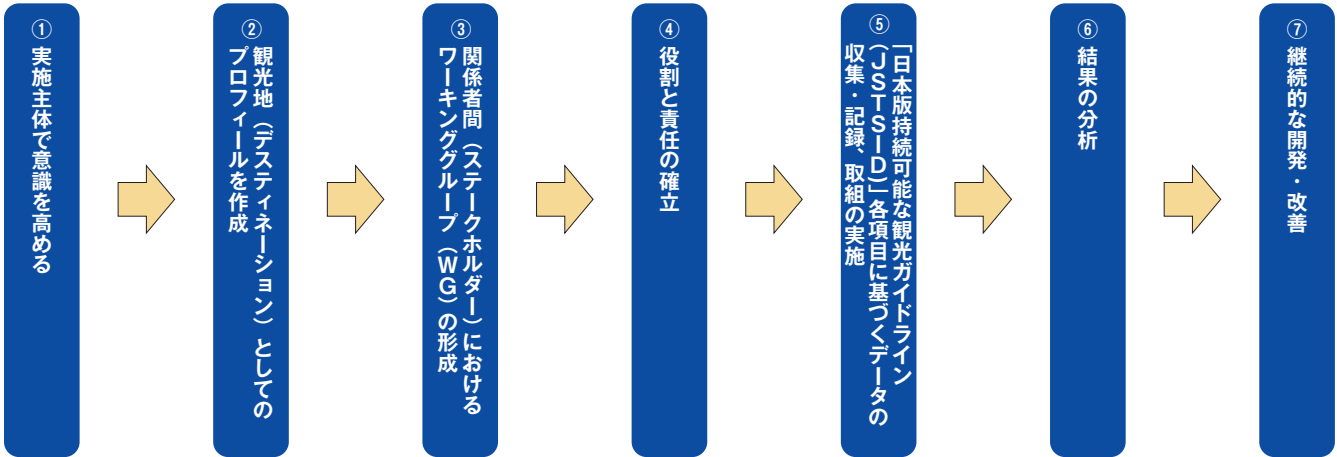 ①
実施主体で意識を高める
②
観光地（デスティネーション）としての
プロフィールを作成
③
関係者間（ステークホルダー）における
ワーキンググループ（WG）の形成
④
役割と責任の確立
⑤
「日本版持続可能な観光ガイドライン
（JSTSーD）」各項目に基づくデータの
収集・記録、取組の実施
⑥
結果の分析
⑦
継続的な開発・改善